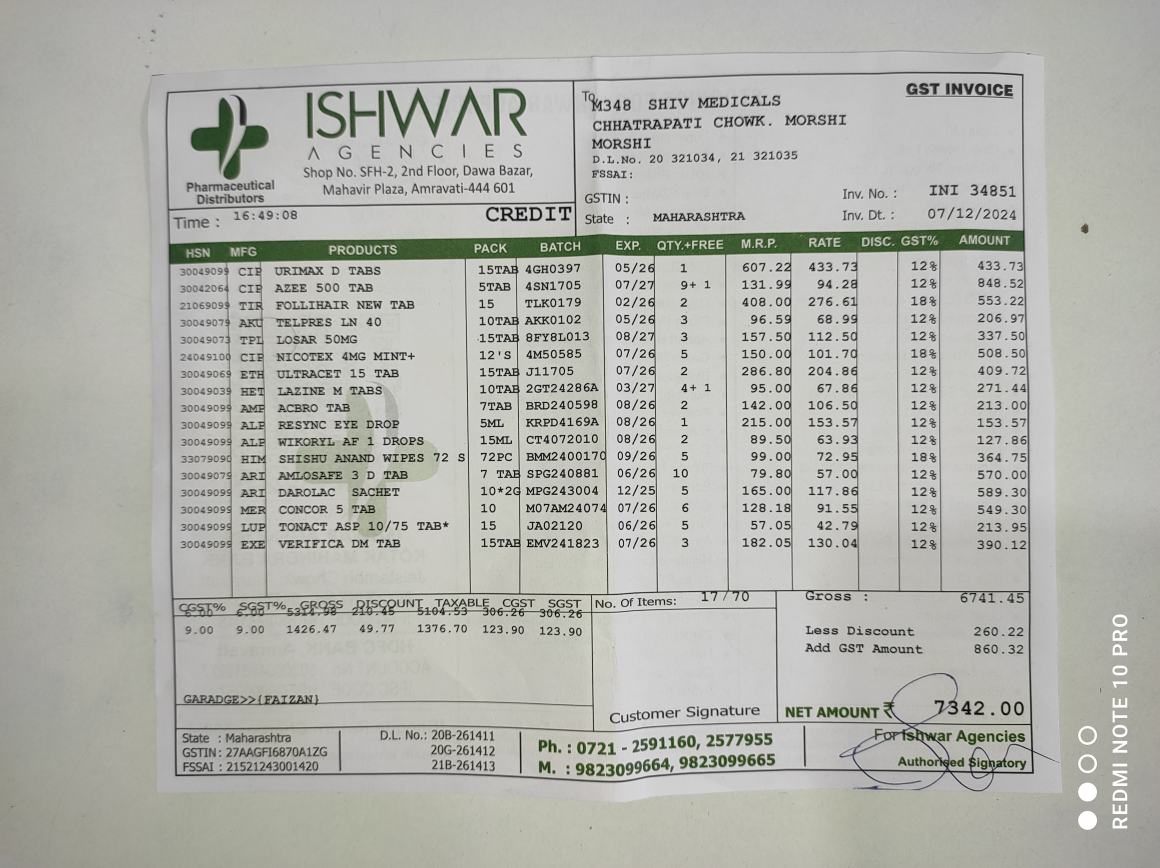 ISHWAR
AGENCIES
Pharmaceutical
Distributors
Shop No. SFH-2, 2nd Floor, Dawa Bazar,
Mahavir Plaza, Amravati-444 601
Time : 16:49:08 CREDIT
GST INVOICE
To,
M348 SHIV MEDICALS
CHHATRAPATI CHOWK. MORSHI
MORSHI
D.L.No. 20 321034, 21 321035
FSSAI:
GSTIN : Inv. No. : INI 34851
State : MAHARASHTRA Inv. Dt. : 07/12/2024
HSN MFG PRODUCTS PACK BATCH EXP. QTY.+FREE M.R.P. RATE DISC. GST% AMOUNT
30049099 CIP URIMAX D TABS 15TAB 4GH0397 05/26 1 607.22 433.73 12% 433.73
30042064 CIP AZEE 500 TAB 5TAB 4SN1705 07/27 9+ 1 131.99 94.28 12% 848.52
21069099 TIR FOLLIHAIR NEW TAB 15 TLK0179 02/26 2 408.00 276.61 18% 553.22
30049079 AKU TELPRES LN 40 10TAB AKK0102 05/26 3 96.59 68.99 12% 206.97
30049073 TPL LOSAR 50MG 15TAB 8FY8L013 08/27 3 157.50 112.50 12% 337.50
24049100 CIP NICOTEX 4MG MINT+ 12'S 4M50585 07/26 5 150.00 101.70 18% 508.50
30049069 ETH ULTRACET 15 TAB 15TAB J11705 07/26 2 286.80 204.86 12% 409.72
30049039 HET LAZINE M TABS 10TAB 2GT24286A 03/27 4+ 1 95.00 67.86 12% 271.44
30049099 AMP ACBRO TAB 7TAB BRD240598 08/26 2 142.00 106.50 12% 213.00
30049099 ALP RESYNC EYE DROP 5ML KRPD4169A 08/26 1 215.00 153.57 12% 153.57
30049099 ALP WIKORYL AF 1 DROPS 15ML CT4072010 08/26 2 89.50 63.93 12% 127.86
33079090 HIM SHISHU ANAND WIPES 72 S 72PC BMM2400170 09/26 5 99.00 72.95 18% 364.75
30049079 ARI AMLOSAFE 3 D TAB 7 TAB SPG240881 06/26 10 79.80 57.00 12% 570.00
30049099 ARI DAROLAC SACHET 10*2G MPG243004 12/25 5 165.00 117.86 12% 589.30
30049099 MER CONCOR 5 TAB 10 M07AM24074 07/26 6 128.18 91.55 12% 549.30
30049099 LUP TONACT ASP 10/75 TAB* 15 JA02120 06/26 5 57.05 42.79 12% 213.95
30049099 EXE VERIFICA DM TAB 15TAB EMV241823 07/26 3 182.05 130.04 12% 390.12
CGST% SGST% GROSS DISCOUNT TAXABLE CGST SGST
6.00 6.00 5314.98 210.45 5104.53 306.26 306.26
9.00 9.00 1426.47 49.77 1376.70 123.90 123.90
GARADGE>>{FAIZAN}
No. Of Items: 17/70
Customer Signature
Gross : 6741.45
Less Discount 260.22
Add GST Amount 860.32
NET AMOUNT ₹ 7342.00
State : Maharashtra
GSTIN: 27AAGFI6870A1ZG
FSSAI : 21521243001420
D.L. No.: 20B-261411
20G-261412
21B-261413
Ph. : 0721 - 2591160, 2577955
M. : 9823099664, 9823099665
For Ishwar Agencies
Authorised Signatory
REDMI NOTE 10 PRO